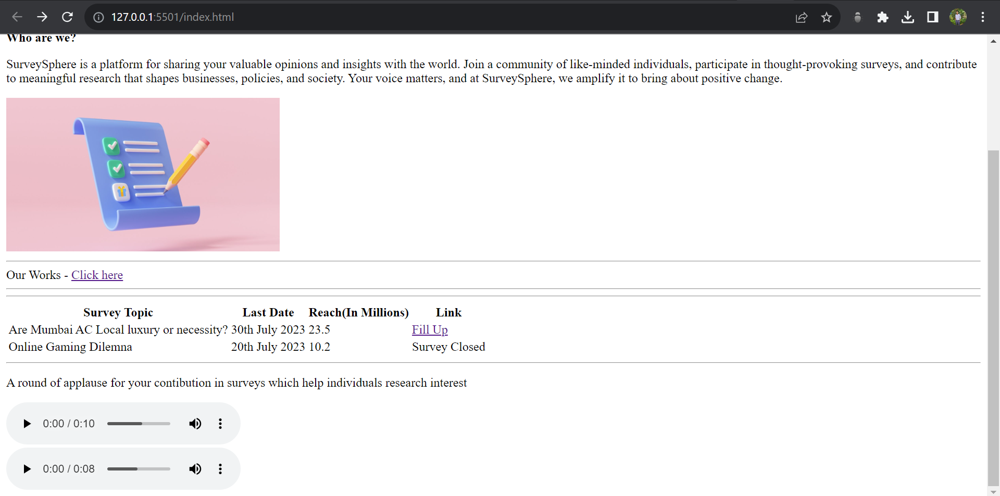 127.0.0.1:5501/index.html
Who are we?
SurveySphere is a platform for sharing your valuable opinions and insights with the world. Join a community of like-minded individuals, participate in thought-provoking surveys, and contribute
to meaningful research that shapes businesses, policies, and society. Your voice matters, and at SurveySphere, we amplify it to bring about positive change.
Our Works - Click here
Survey Topic Last Date Reach(In Millions) Link
Are Mumbai AC Local luxury or necessity? 30th July 2023 23.5 Fill Up
Online Gaming Dilemna 20th July 2023 10.2 Survey Closed
A round of applause for your contibution in surveys which help individuals research interest
0:00 / 0:10
0:00 / 0:08